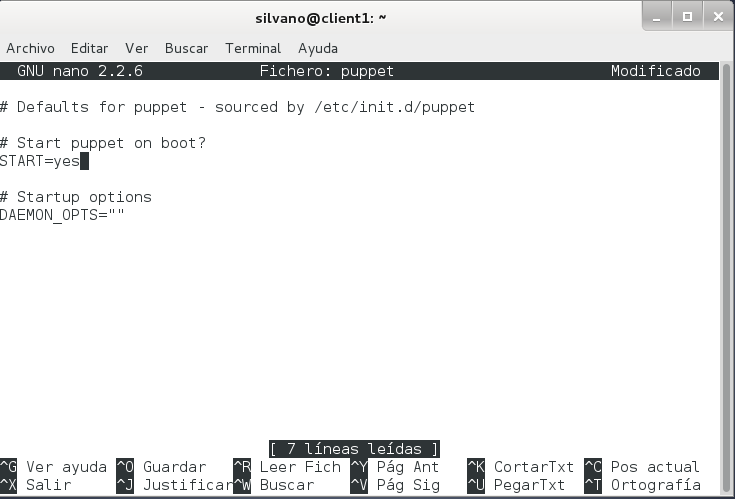 silvano@client1: ~
Archivo Editar Ver Buscar Terminal Ayuda
GNU nano 2.2.6 Fichero: puppet Modificado
# Defaults for puppet - sourced by /etc/init.d/puppet
# Start puppet on boot?
START=yes
# Startup options
DAEMON_OPTS=""
[ 7 líneas leídas ]
^G Ver ayuda ^O Guardar ^R Leer Fich ^Y Pág Ant ^K CortarTxt ^C Pos actual
^X Salir ^J Justificar ^W Buscar ^V Pág Sig ^U PegarTxt ^T Ortografía